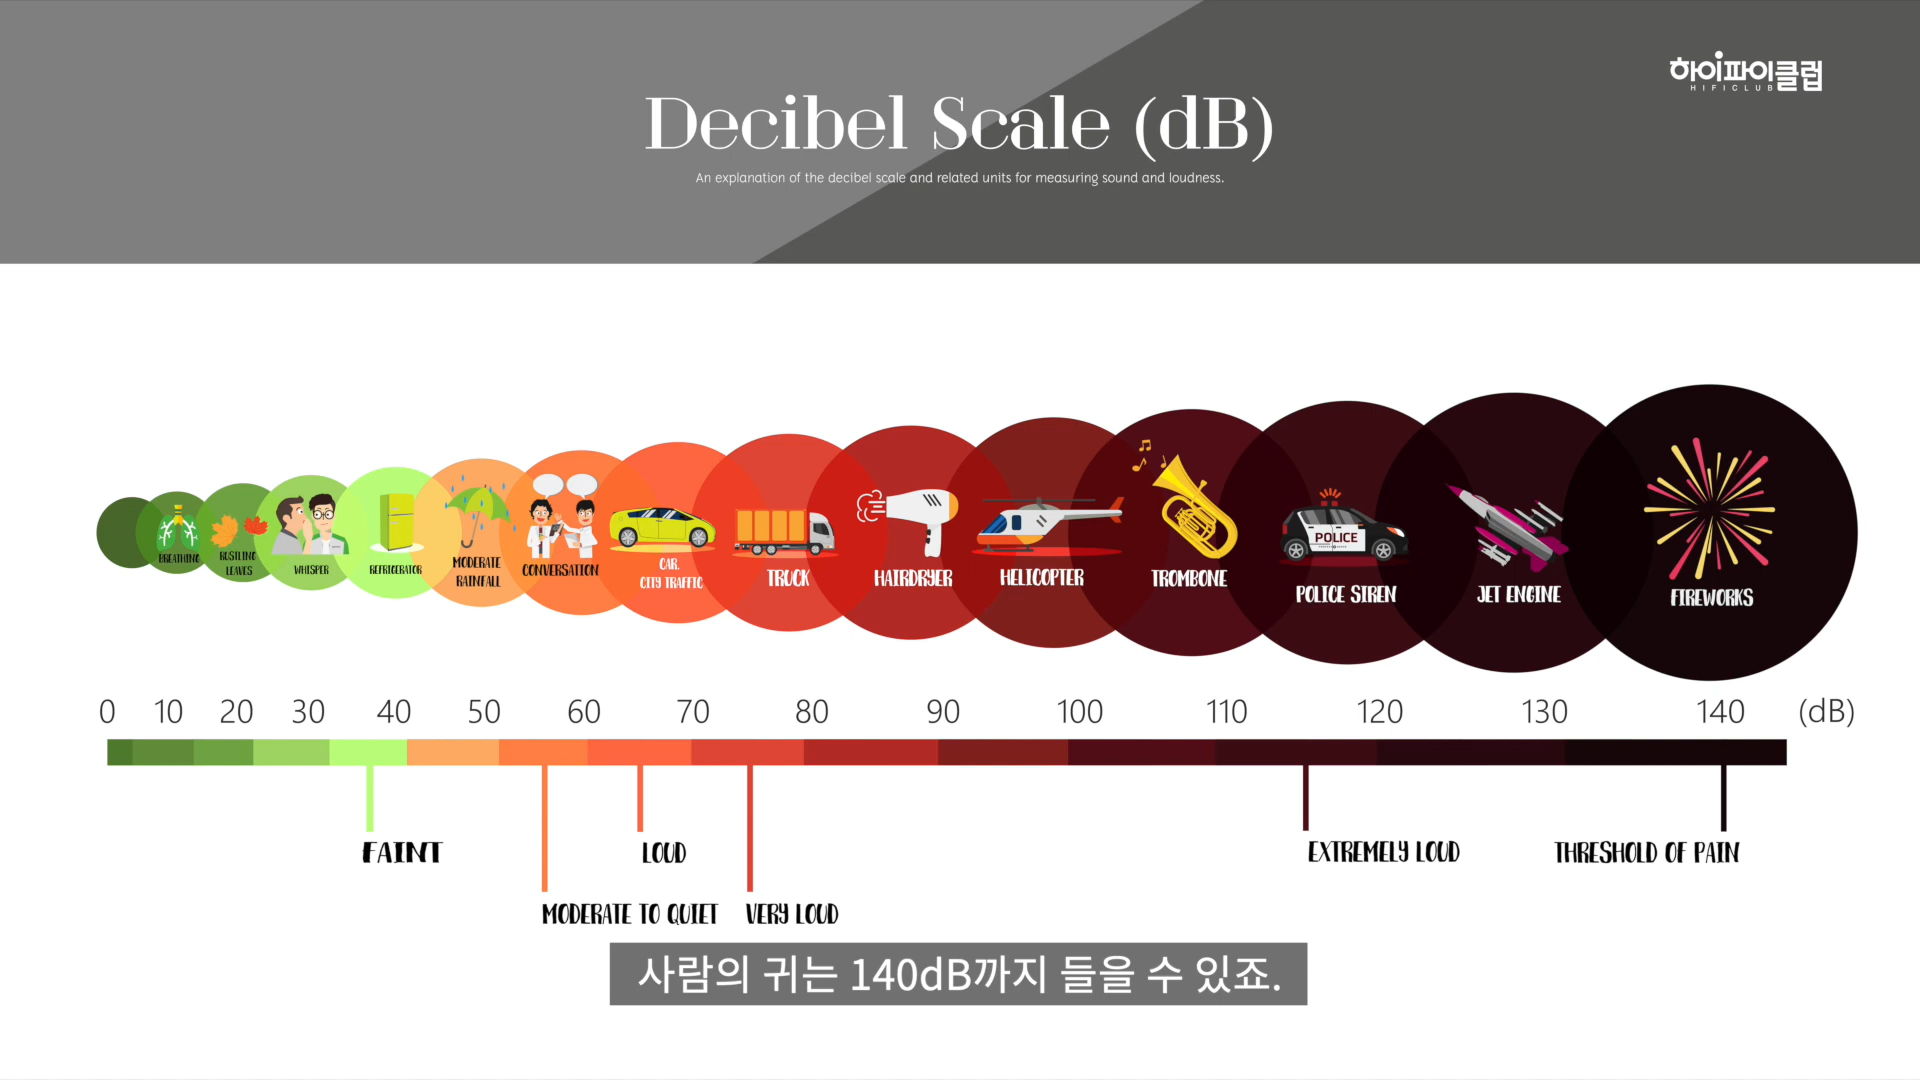 하이파이클럽
HIFICLUB
Decibel Scale (dB)
An explanation of the decibel scale and related units for measuring sound and loudness.
BREATHING
RUSTLING
LEAVES
WHISPER
REFRIGERATOR
MODERATE
RAINFALL
CONVERSATION
CAR,
CITY TRAFFIC
TRUCK
HAIRDRYER
HELICOPTER
TROMBONE
POLICE
POLICE SIREN
JET ENGINE
FIREWORKS
0 10 20 30 40 50 60 70 80 90 100 110 120 130 140 (dB)
FAINT
LOUD
EXTREMELY LOUD
THRESHOLD OF PAIN
MODERATE TO QUIET
VERY LOUD
사람의 귀는 140dB까지 들을 수 있죠.